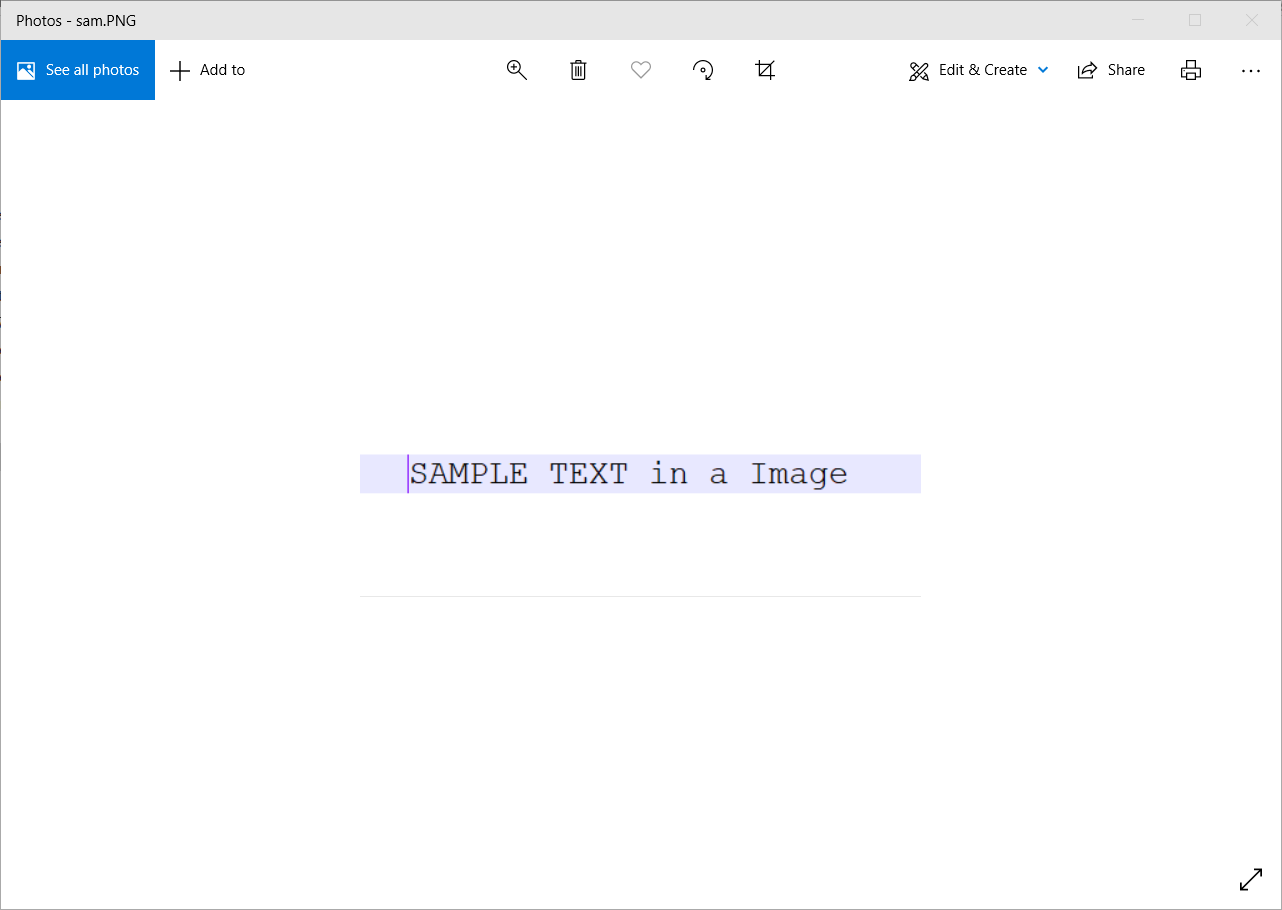 Photos - sam.PNG
See all photos
Add to
Edit & Create
Share
SAMPLE TEXT in a Image